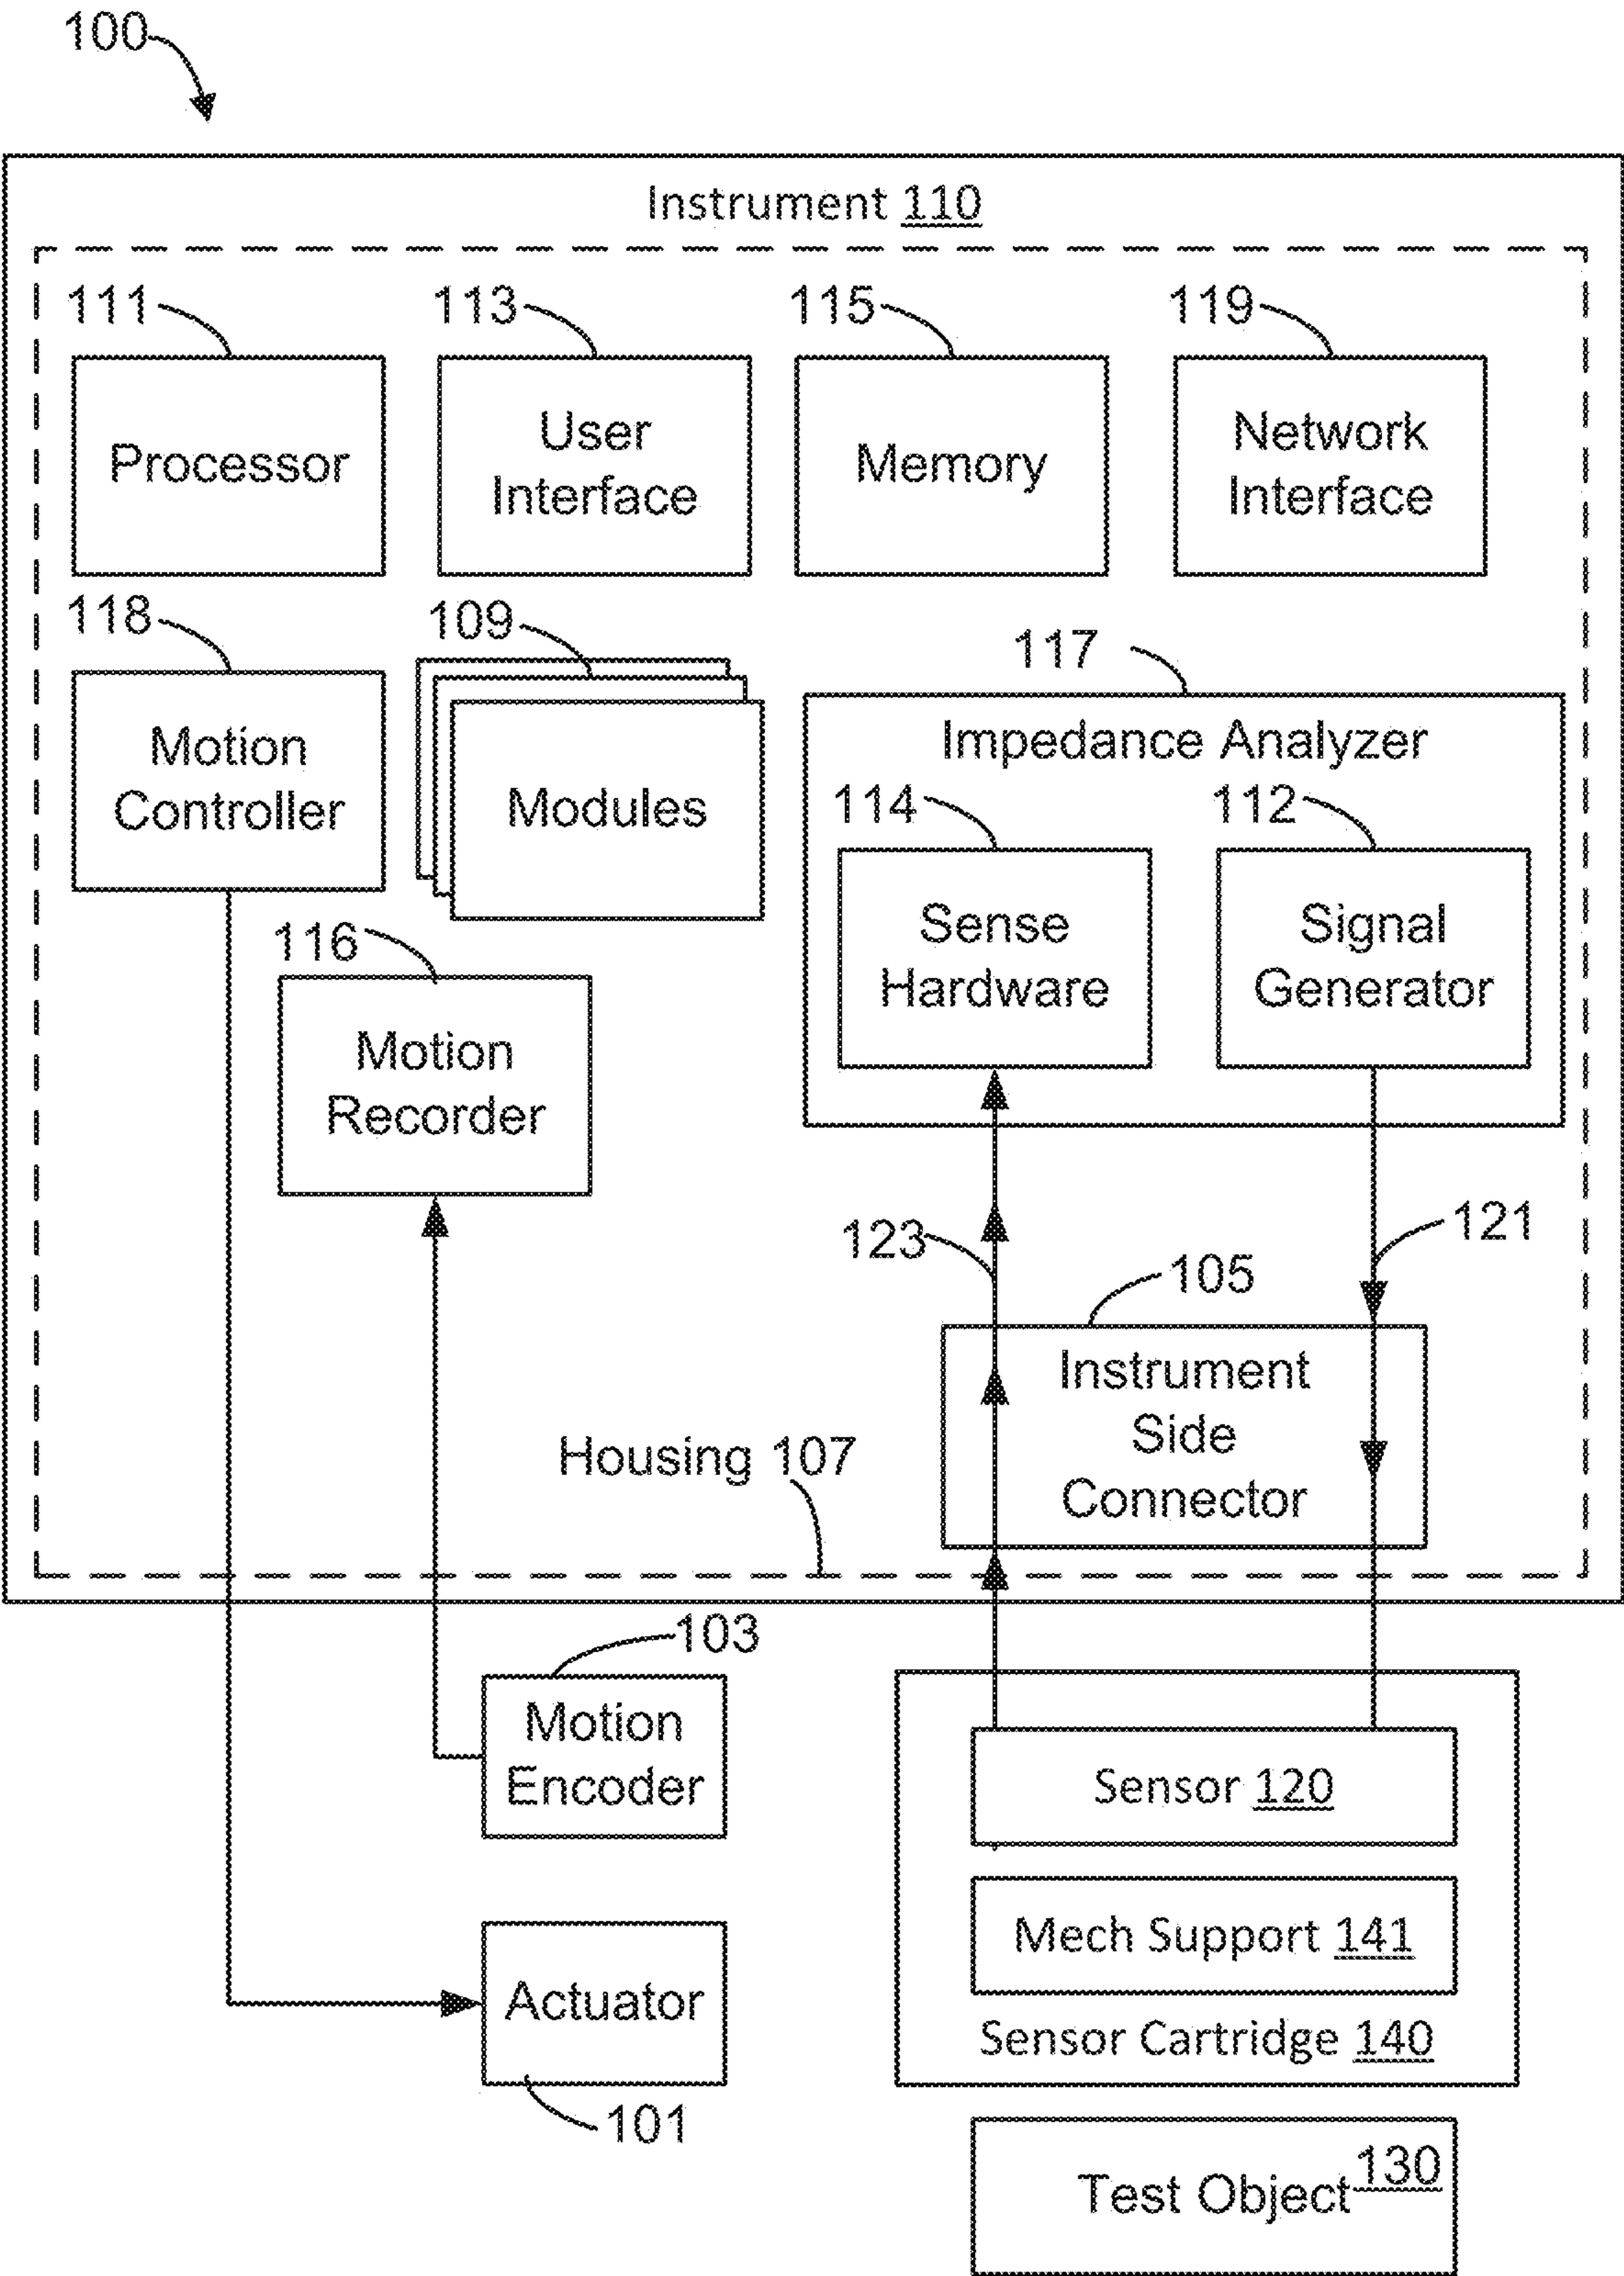 100
Instrument 110
111
113
115
119
Processor
User
Interface
Memory
Network
Interface
118
109
117
Motion
Controller
Modules
Impedance Analyzer
114
112
Sense
Hardware
Signal
Generator
116
Motion
Recorder
123
121
105
Instrument
Side
Connector
Housing 107
103
Motion
Encoder
Sensor 120
Mech Support 141
Sensor Cartridge 140
Actuator
101
Test Object 130